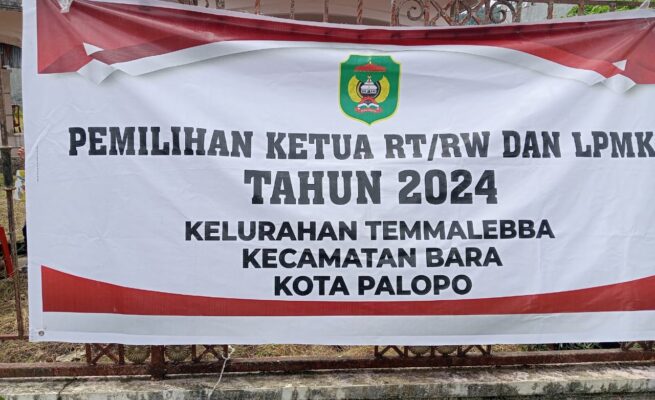 PEMILIHAN KETUA RT/RW DAN LPMK
TAHUN 2024
KELURAHAN TEMMALEBBA
KECAMATAN BARA
KOTA PALOPO